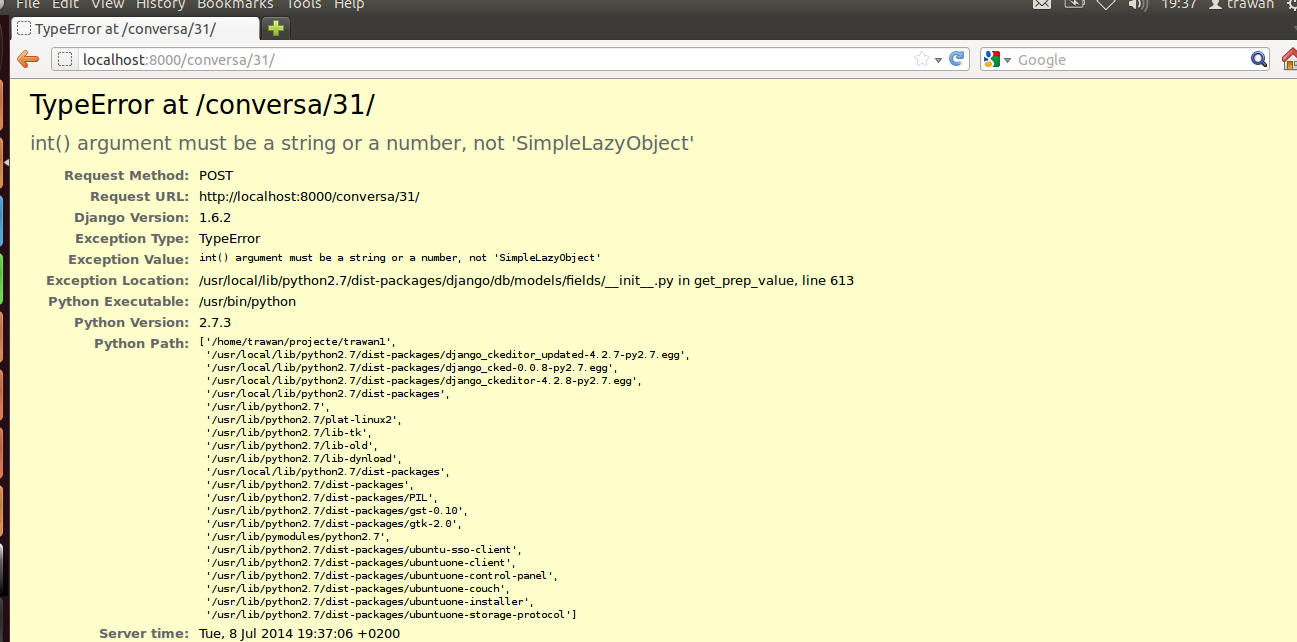 File Edit View History Bookmarks Tools Help 19:37 trawan
TypeError at /conversa/31/
localhost:8000/conversa/31/ Google
TypeError at /conversa/31/
int() argument must be a string or a number, not 'SimpleLazyObject'
Request Method: POST
Request URL: http://localhost:8000/conversa/31/
Django Version: 1.6.2
Exception Type: TypeError
Exception Value: int() argument must be a string or a number, not 'SimpleLazyObject'
Exception Location: /usr/local/lib/python2.7/dist-packages/django/db/models/fields/__init__.py in get_prep_value, line 613
Python Executable: /usr/bin/python
Python Version: 2.7.3
Python Path: ['/home/trawan/projecte/trawan1',
'/usr/local/lib/python2.7/dist-packages/django_ckeditor_updated-4.2.7-py2.7.egg',
'/usr/local/lib/python2.7/dist-packages/django_cked-0.0.8-py2.7.egg',
'/usr/local/lib/python2.7/dist-packages/django_ckeditor-4.2.8-py2.7.egg',
'/usr/local/lib/python2.7/dist-packages',
'/usr/lib/python2.7',
'/usr/lib/python2.7/plat-linux2',
'/usr/lib/python2.7/lib-tk',
'/usr/lib/python2.7/lib-old',
'/usr/lib/python2.7/lib-dynload',
'/usr/local/lib/python2.7/dist-packages',
'/usr/lib/python2.7/dist-packages',
'/usr/lib/python2.7/dist-packages/PIL',
'/usr/lib/python2.7/dist-packages/gst-0.10',
'/usr/lib/python2.7/dist-packages/gtk-2.0',
'/usr/lib/pymodules/python2.7',
'/usr/lib/python2.7/dist-packages/ubuntu-sso-client',
'/usr/lib/python2.7/dist-packages/ubuntuone-client',
'/usr/lib/python2.7/dist-packages/ubuntuone-control-panel',
'/usr/lib/python2.7/dist-packages/ubuntuone-couch',
'/usr/lib/python2.7/dist-packages/ubuntuone-installer',
'/usr/lib/python2.7/dist-packages/ubuntuone-storage-protocol']
Server time: Tue, 8 Jul 2014 19:37:06 +0200